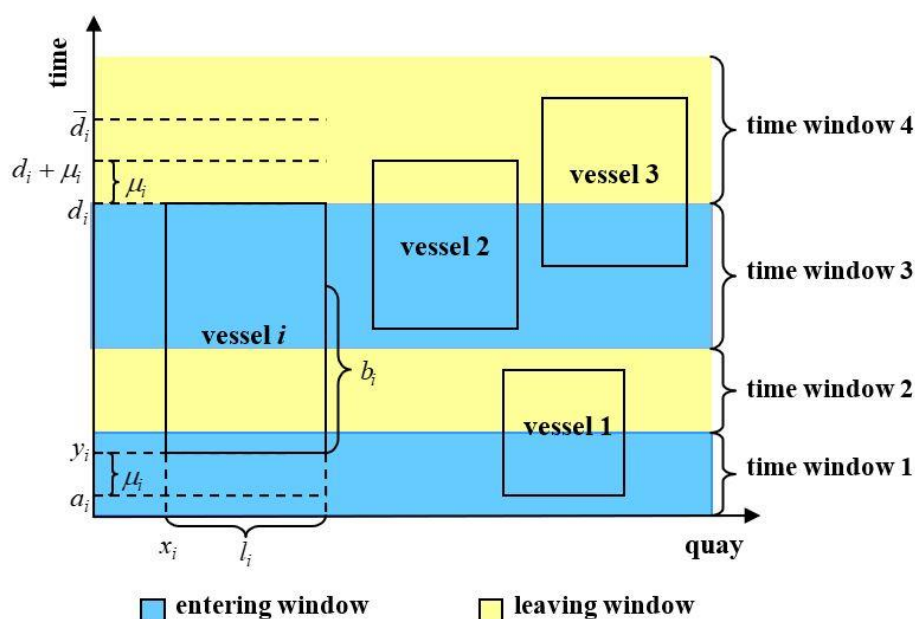 time
d̄ᵢ
dᵢ + μᵢ
μᵢ
dᵢ
yᵢ
μᵢ
aᵢ
vessel i
bᵢ
vessel 2
vessel 3
vessel 1
time window 4
time window 3
time window 2
time window 1
xᵢ
lᵢ
quay
entering window
leaving window